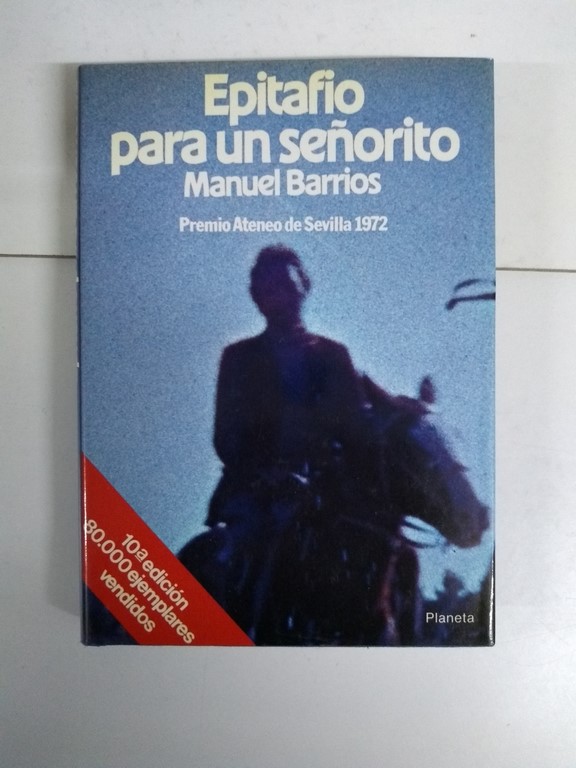 Epitafio
para un señorito
Manuel Barrios
Premio Ateneo de Sevilla 1972
10ª edición
80.000 ejemplares
vendidos
Planeta